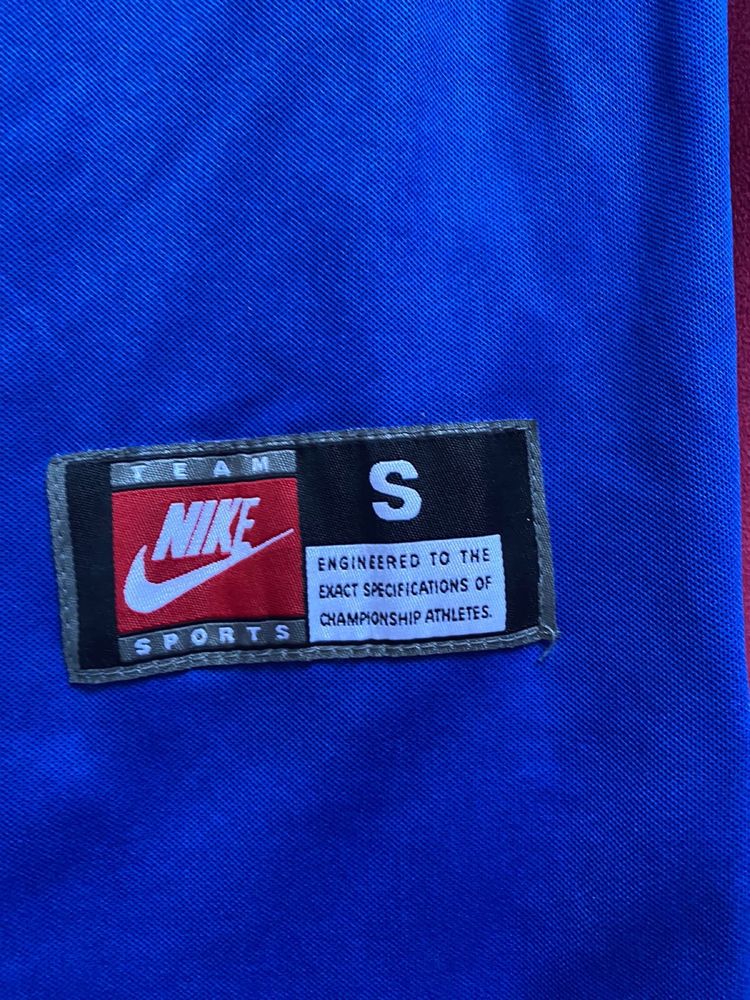 TEAM
NIKE
SPORTS
S
ENGINEERED TO THE
EXACT SPECIFICATIONS OF
CHAMPIONSHIP ATHLETES.